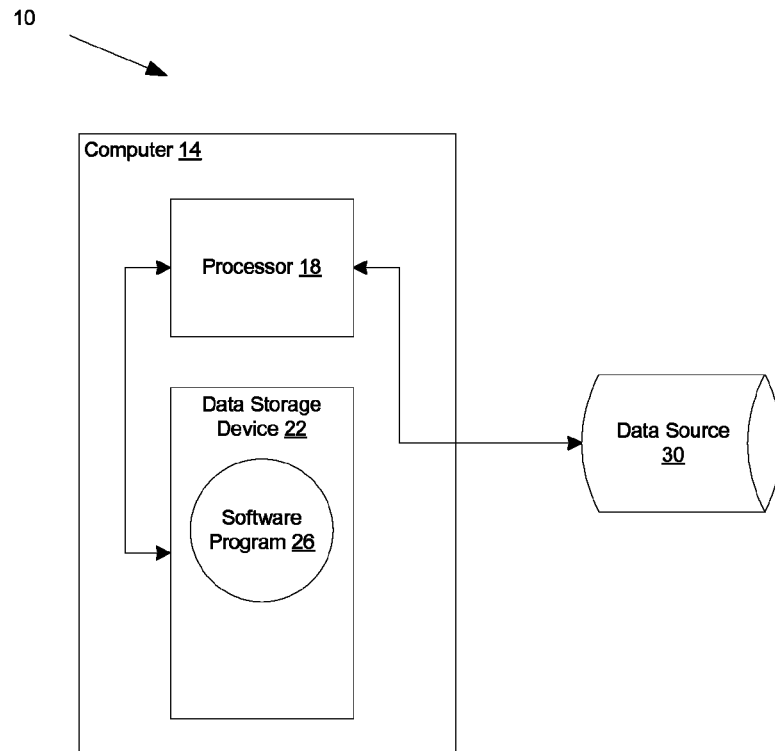 10
Computer 14
Processor 18
Data Storage
Device 22
Software
Program 26
Data Source
30